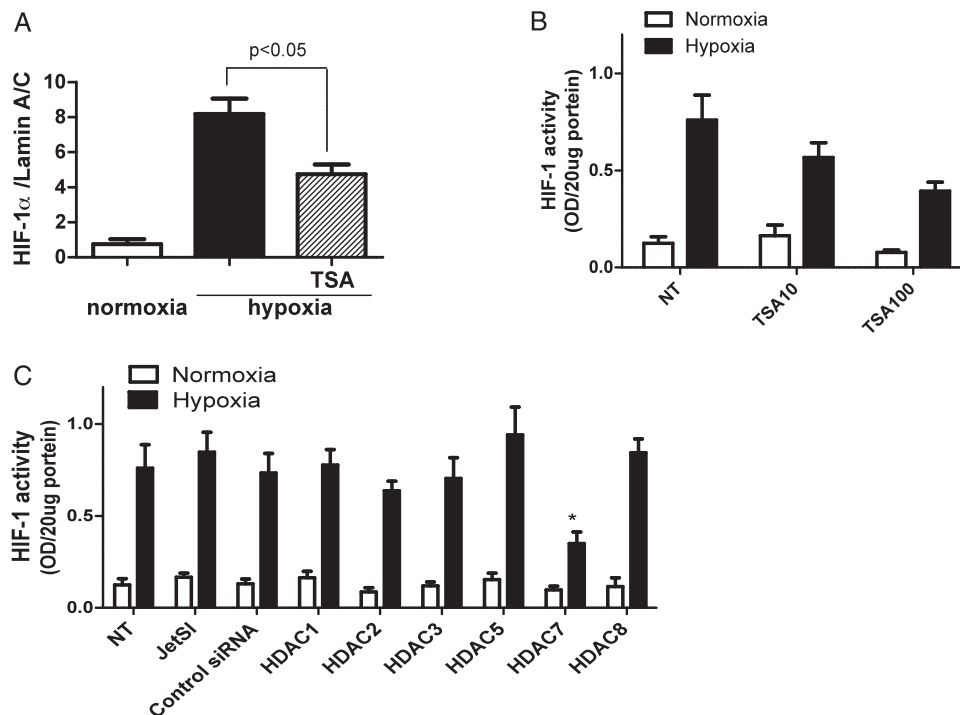 A
p<0.05
HIF-1α /Lamin A/C
10
8
6
4
2
0
TSA
normoxia
hypoxia
B
Normoxia
Hypoxia
HIF-1 activity
(OD/20ug portein)
1.0
0.5
0.0
NT
TSA10
TSA100
C
Normoxia
Hypoxia
HIF-1 activity
(OD/20ug portein)
1.0
0.5
0.0
*
NT
JetSI
Control siRNA
HDAC1
HDAC2
HDAC3
HDAC5
HDAC7
HDAC8